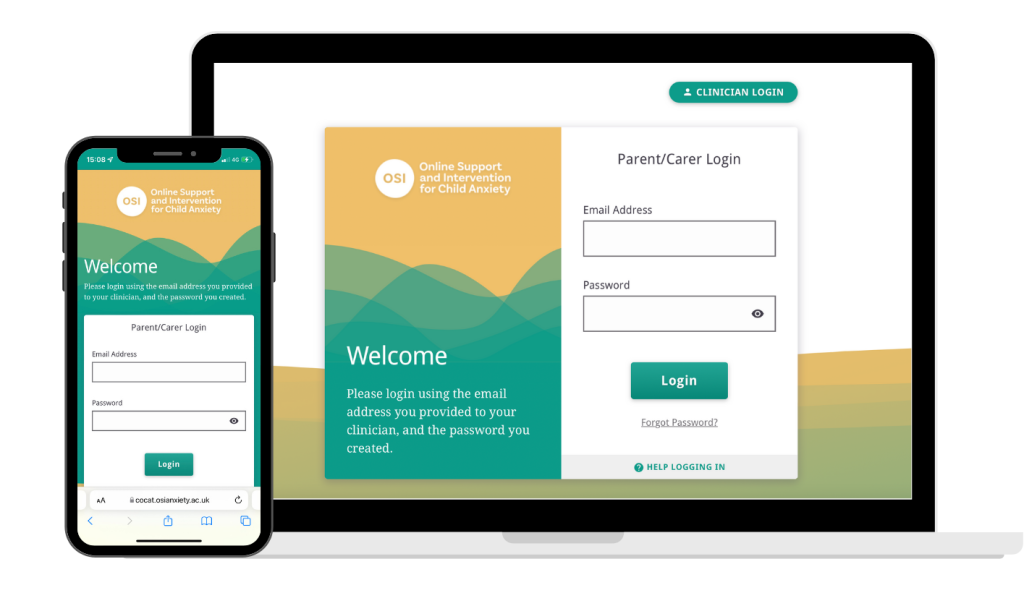 CLINICIAN LOGIN
OSI
Online Support
and Intervention
for Child Anxiety
Welcome
Please login using the email
address you provided to your
clinician, and the password you
created.
Parent/Carer Login
Email Address
Password
Login
Forgot Password?
HELP LOGGING IN
15:08
4G
OSI
Online Support
and Intervention
for Child Anxiety
Welcome
Please login using the email address you provided
to your clinician, and the password you created.
Parent/Carer Login
Email Address
Password
Login
AA cocat.osianxiety.ac.uk